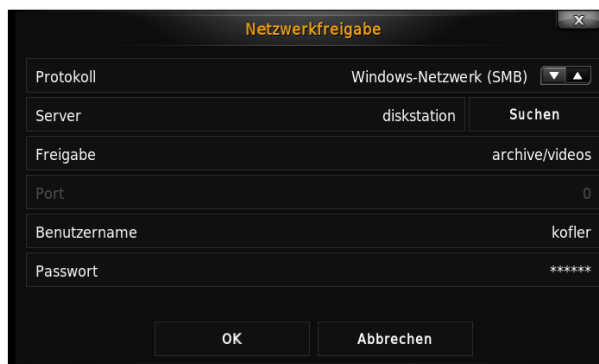 Netzwerkfreigabe
Protokoll Windows-Netzwerk (SMB)
Server diskstation Suchen
Freigabe archive/videos
Port 0
Benutzername kofler
Passwort ******
OK Abbrechen